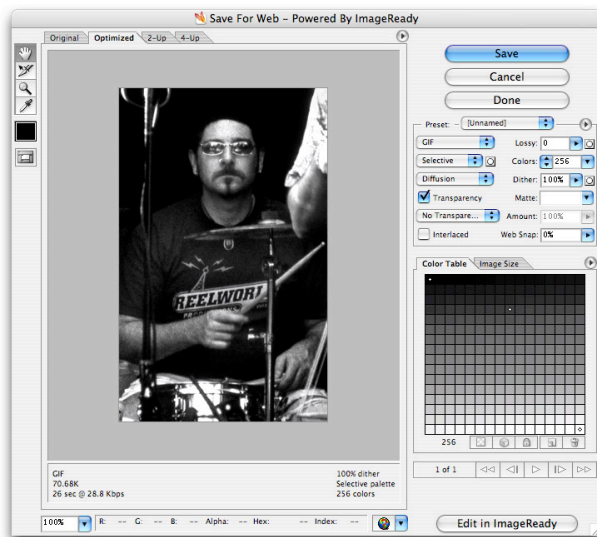 Save For Web - Powered By ImageReady
Original Optimized 2-Up 4-Up
Save
Cancel
Done
Preset: [Unnamed]
GIF Lossy: 0
Selective Colors: 256
Diffusion Dither: 100%
Transparency Matte:
No Transpare... Amount: 100%
Interlaced Web Snap: 0%
Color Table Image Size
REELWORL
256
1 of 1
GIF 100% dither
70.68K Selective palette
26 sec @ 28.8 Kbps 256 colors
100% R: -- G: -- B: -- Alpha: -- Hex: -- Index: --
Edit in ImageReady